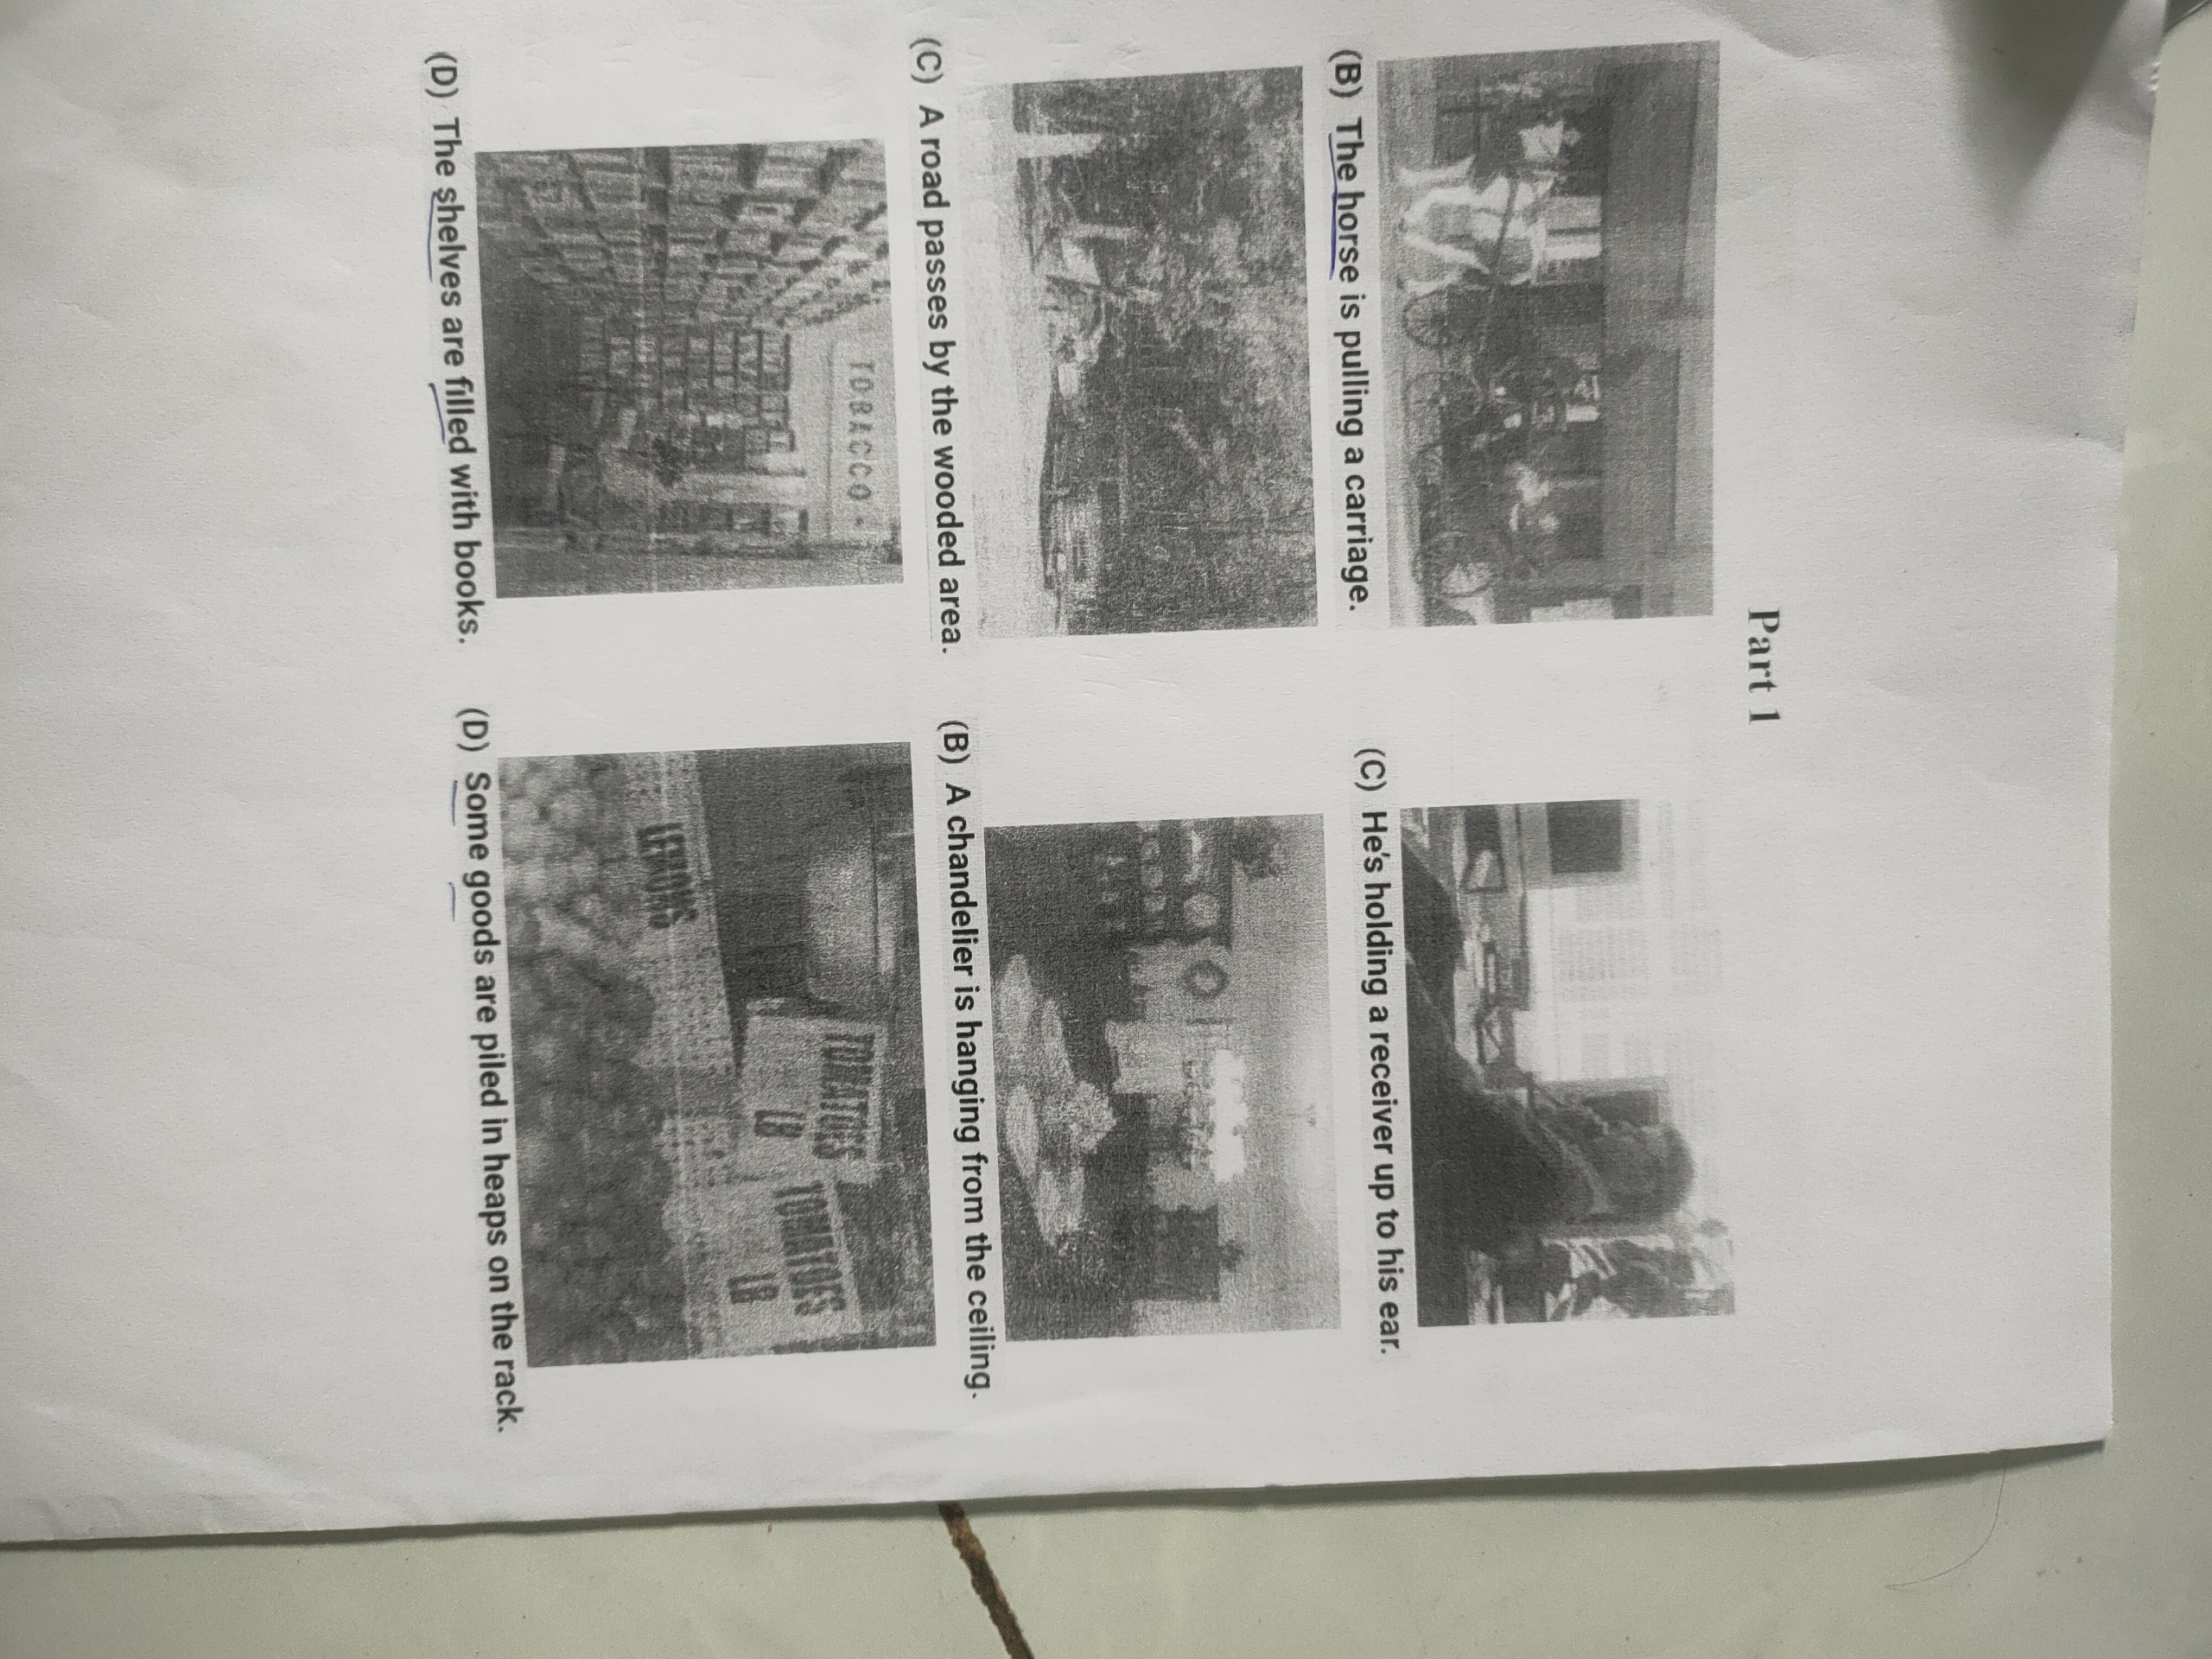 Part 1
(B) The horse is pulling a carriage.
(C) He's holding a receiver up to his ear.
(C) A road passes by the wooded area.
(B) A chandelier is hanging from the ceiling.
TOBACCO
LEMONS
TOMATOES
LB
TOMATOES
LB
(D) The shelves are filled with books.
(D) Some goods are piled in heaps on the rack.